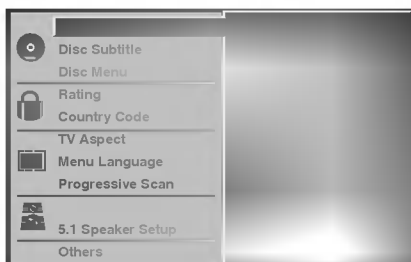 Disc Subtitle
Disc Menu
Rating
Country Code
TV Aspect
Menu Language
Progressive Scan
5.1 Speaker Setup
Others